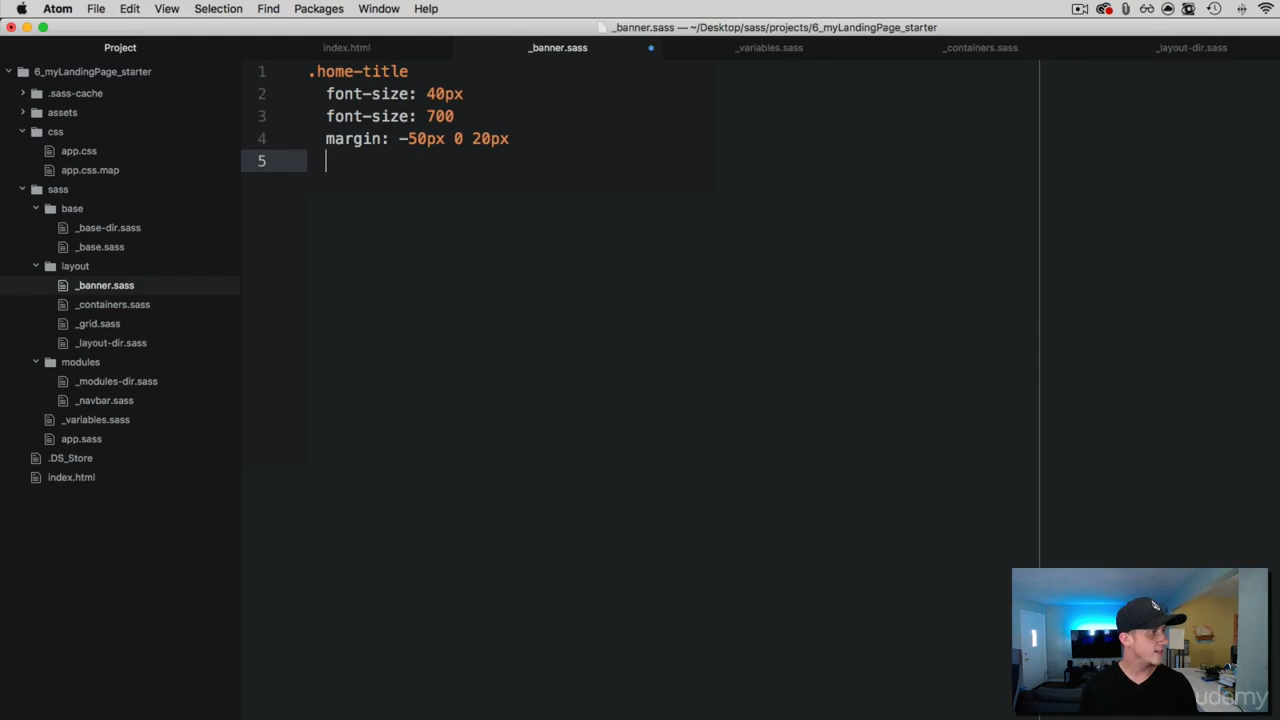 Atom File Edit View Selection Find Packages Window Help
_banner.sass — ~/Desktop/sass/projects/6_myLandingPage_starter
Project
index.html
_banner.sass
_variables.sass
_containers.sass
_layout-dir.sass
6_myLandingPage_starter
.sass-cache
assets
css
app.css
app.css.map
sass
base
_base-dir.sass
_base.sass
layout
_banner.sass
_containers.sass
_grid.sass
_layout-dir.sass
modules
_modules-dir.sass
_navbar.sass
_variables.sass
app.sass
.DS_Store
index.html
1 .home-title
2 font-size: 40px
3 font-size: 700
4 margin: -50px 0 20px
5
udemy